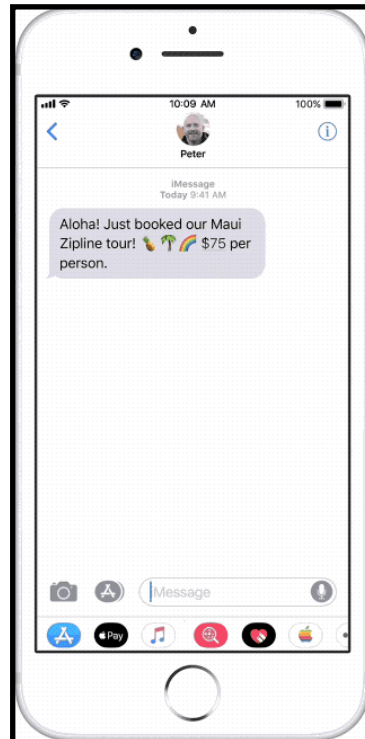 10:09 AM
100%
Peter
iMessage
Today 9:41 AM
Aloha! Just booked our Maui
Zipline tour! 🍍 🌴 🌈 $75 per
person.
Message
Pay